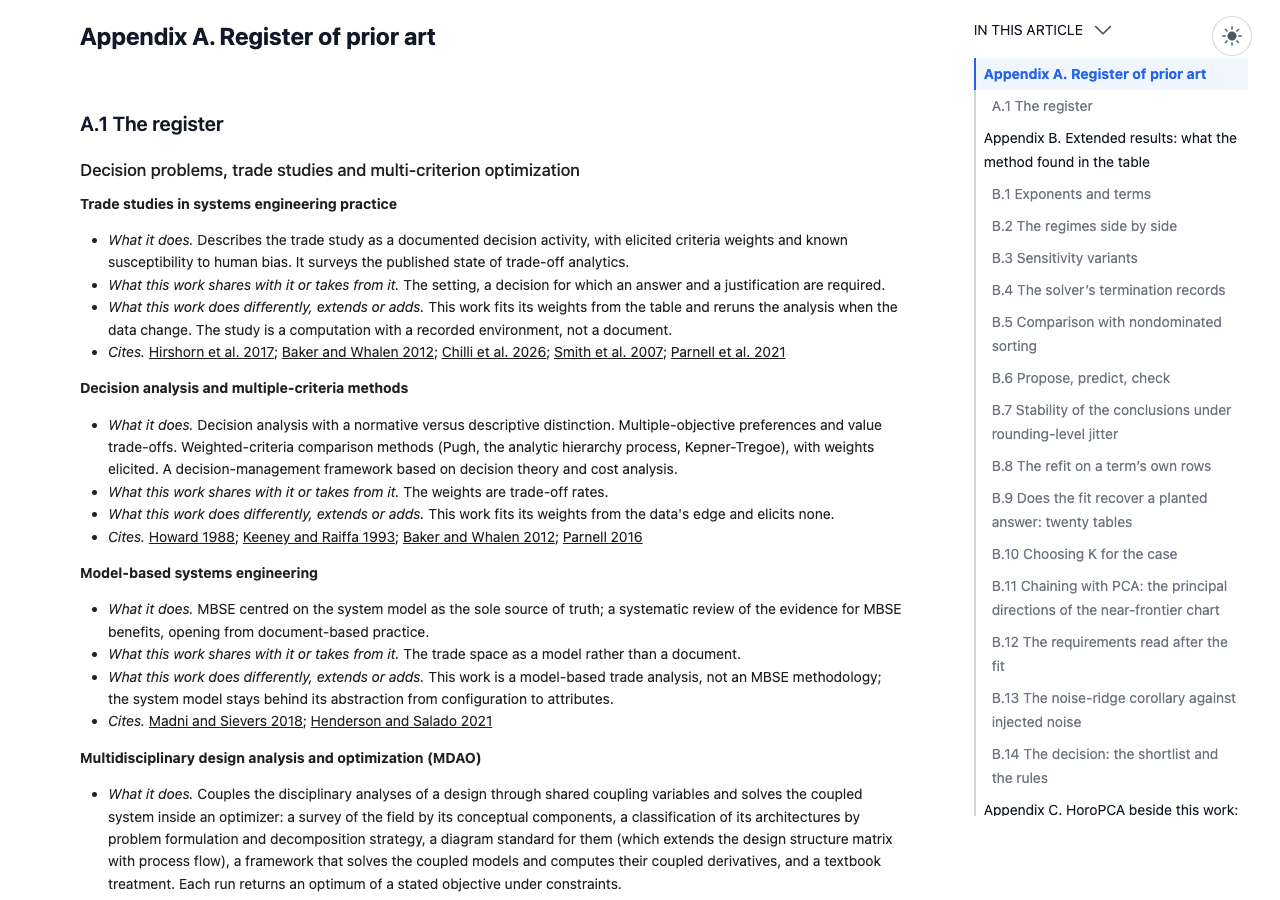 Appendix A. Register of prior art
A.1 The register
Decision problems, trade studies and multi-criterion optimization
Trade studies in systems engineering practice
• What it does. Describes the trade study as a documented decision activity, with elicited criteria weights and known
susceptibility to human bias. It surveys the published state of trade-off analytics.
• What this work shares with it or takes from it. The setting, a decision for which an answer and a justification are required.
• What this work does differently, extends or adds. This work fits its weights from the table and reruns the analysis when the
data change. The study is a computation with a recorded environment, not a document.
• Cites. Hirshorn et al. 2017; Baker and Whalen 2012; Chilli et al. 2026; Smith et al. 2007; Parnell et al. 2021
Decision analysis and multiple-criteria methods
• What it does. Decision analysis with a normative versus descriptive distinction. Multiple-objective preferences and value
trade-offs. Weighted-criteria comparison methods (Pugh, the analytic hierarchy process, Kepner-Tregoe), with weights
elicited. A decision-management framework based on decision theory and cost analysis.
• What this work shares with it or takes from it. The weights are trade-off rates.
• What this work does differently, extends or adds. This work fits its weights from the data's edge and elicits none.
• Cites. Howard 1988; Keeney and Raiffa 1993; Baker and Whalen 2012; Parnell 2016
Model-based systems engineering
• What it does. MBSE centred on the system model as the sole source of truth; a systematic review of the evidence for MBSE
benefits, opening from document-based practice.
• What this work shares with it or takes from it. The trade space as a model rather than a document.
• What this work does differently, extends or adds. This work is a model-based trade analysis, not an MBSE methodology;
the system model stays behind its abstraction from configuration to attributes.
• Cites. Madni and Sievers 2018; Henderson and Salado 2021
Multidisciplinary design analysis and optimization (MDAO)
• What it does. Couples the disciplinary analyses of a design through shared coupling variables and solves the coupled
system inside an optimizer: a survey of the field by its conceptual components, a classification of its architectures by
problem formulation and decomposition strategy, a diagram standard for them (which extends the design structure matrix
with process flow), a framework that solves the coupled models and computes their coupled derivatives, and a textbook
treatment. Each run returns an optimum of a stated objective under constraints.
IN THIS ARTICLE
Appendix A. Register of prior art
A.1 The register
Appendix B. Extended results: what the
method found in the table
B.1 Exponents and terms
B.2 The regimes side by side
B.3 Sensitivity variants
B.4 The solver’s termination records
B.5 Comparison with nondominated
sorting
B.6 Propose, predict, check
B.7 Stability of the conclusions under
rounding-level jitter
B.8 The refit on a term’s own rows
B.9 Does the fit recover a planted
answer: twenty tables
B.10 Choosing K for the case
B.11 Chaining with PCA: the principal
directions of the near-frontier chart
B.12 The requirements read after the
fit
B.13 The noise-ridge corollary against
injected noise
B.14 The decision: the shortlist and
the rules
Appendix C. HoroPCA beside this work: